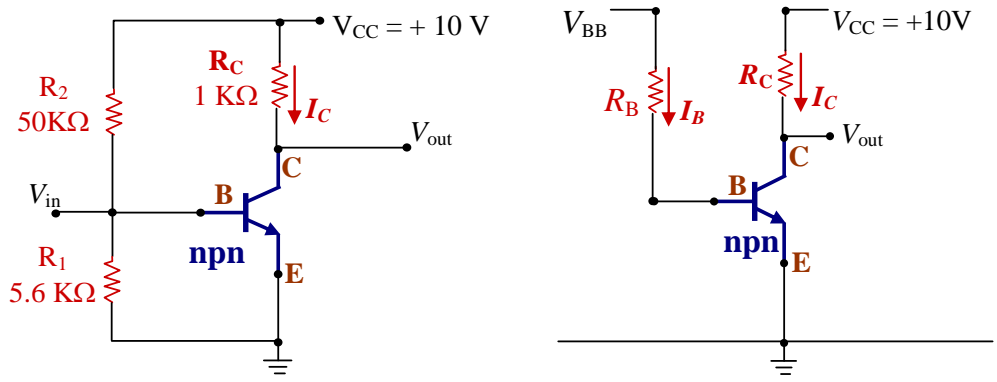 V_CC = + 10 V
R_C
1 KΩ
I_C
R_2
50KΩ
V_out
C
V_in
B
npn
R_1
5.6 KΩ
E
V_BB
V_CC = +10V
R_C
I_C
R_B
I_B
V_out
C
B
npn
E